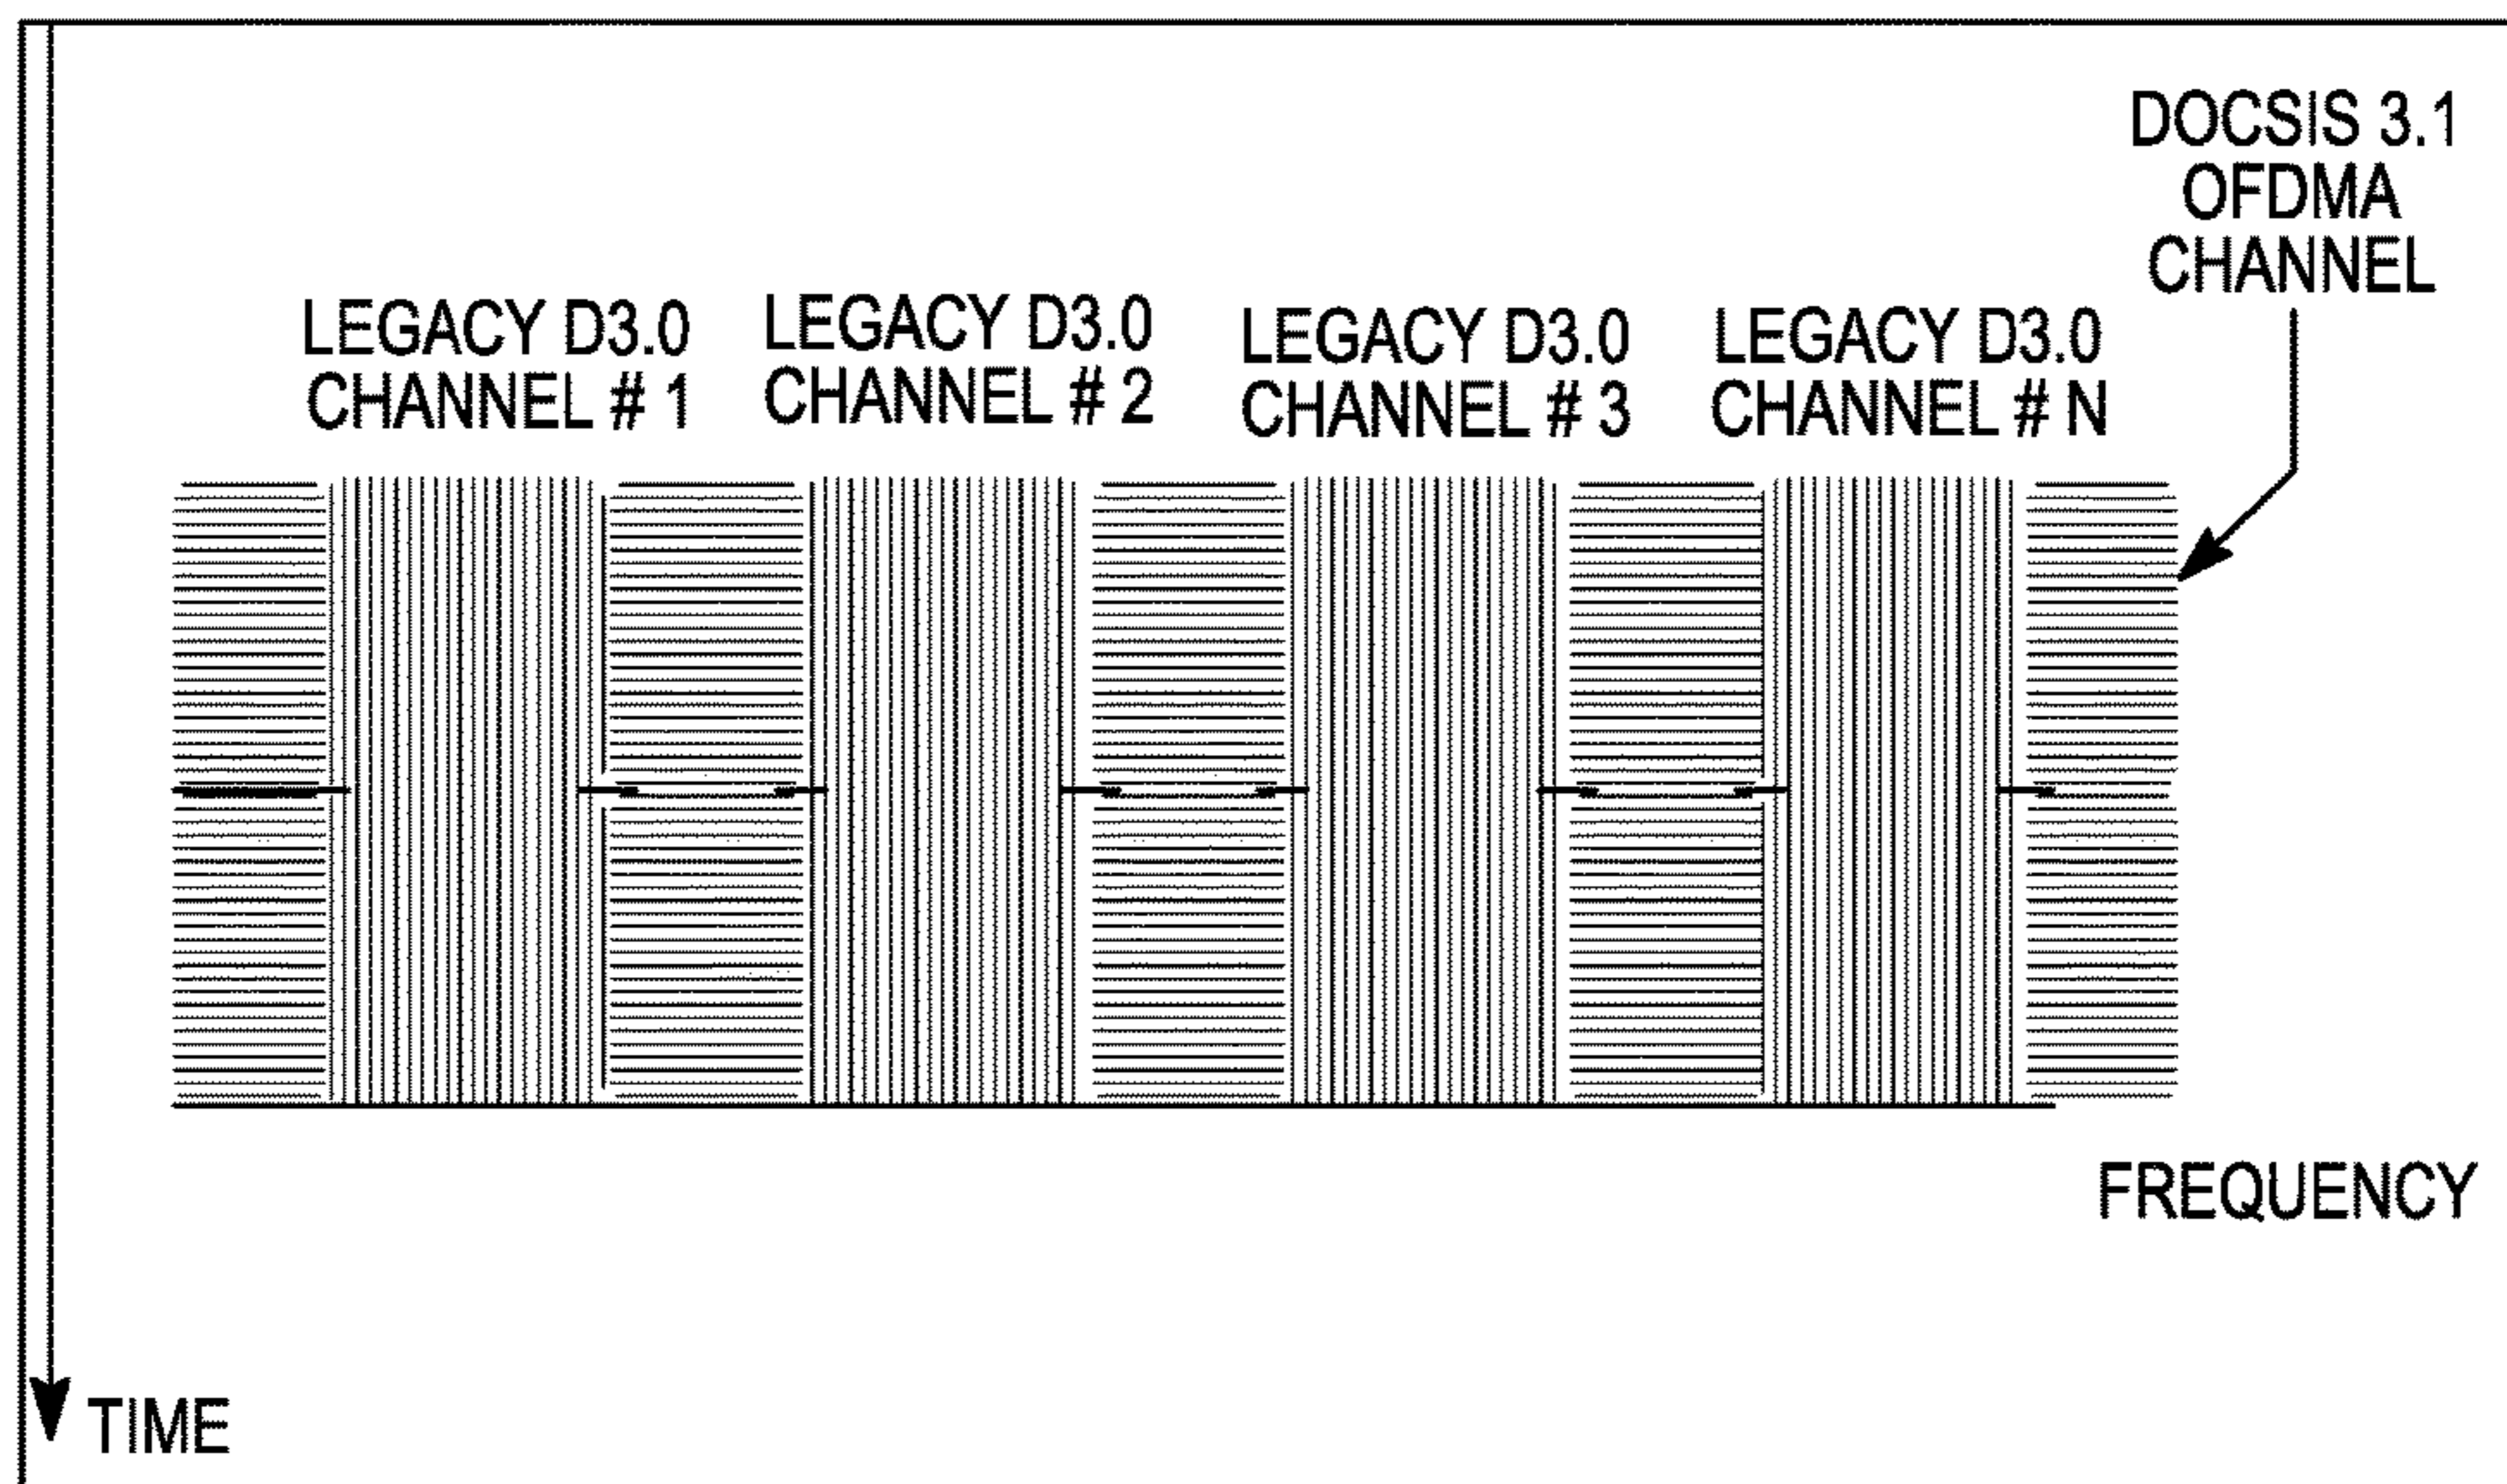 DOCSIS 3.1
OFDMA
CHANNEL
LEGACY D3.0
CHANNEL # 1
LEGACY D3.0
CHANNEL # 2
LEGACY D3.0
CHANNEL # 3
LEGACY D3.0
CHANNEL # N
FREQUENCY
TIME